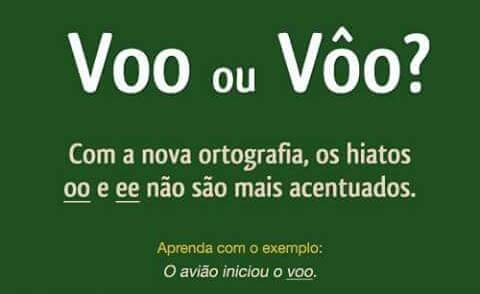 Voo ou Vôo?
Com a nova ortografia, os hiatos
oo e ee não são mais acentuados.
Aprenda com o exemplo:
O avião iniciou o voo.